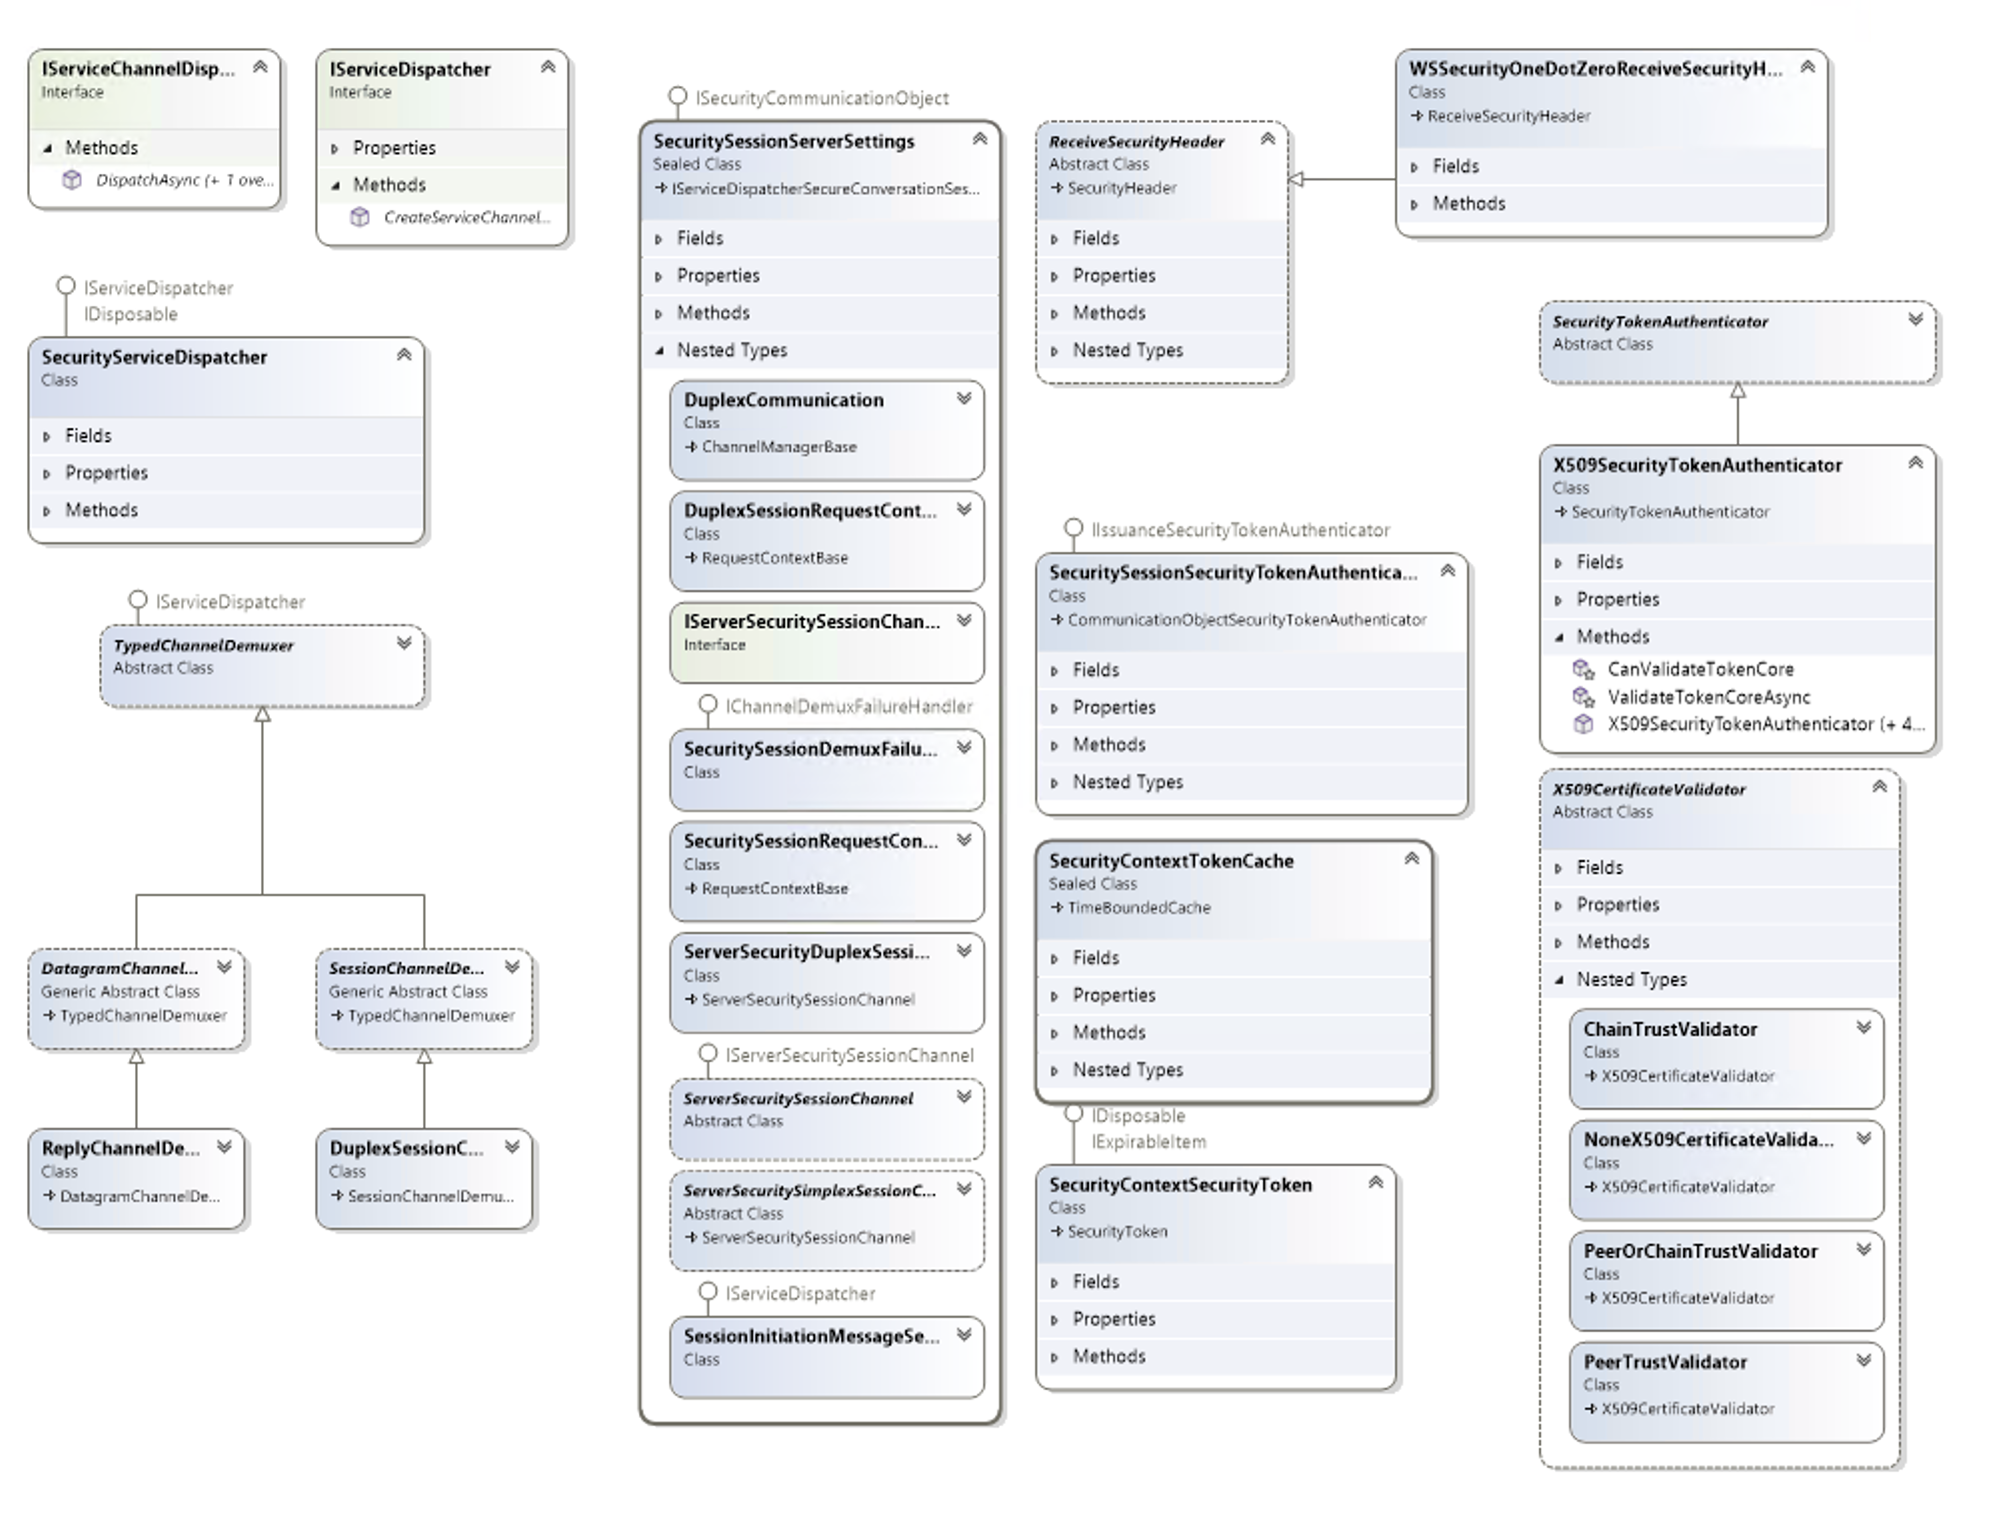 IServiceChannelDisp...
Interface
Methods
DispatchAsync (+ 1 ove...
IServiceDispatcher
Interface
Properties
Methods
CreateServiceChannel...
IServiceDispatcher
IDisposable
SecurityServiceDispatcher
Class
Fields
Properties
Methods
IServiceDispatcher
TypedChannelDemuxer
Abstract Class
DatagramChannel...
Generic Abstract Class
TypedChannelDemuxer
SessionChannelDe...
Generic Abstract Class
TypedChannelDemuxer
ReplyChannelDe...
Class
DatagramChannelDe...
DuplexSessionC...
Class
SessionChannelDemu...
ISecurityCommunicationObject
SecuritySessionServerSettings
Sealed Class
IServiceDispatcherSecureConversationSes...
Fields
Properties
Methods
Nested Types
DuplexCommunication
Class
ChannelManagerBase
DuplexSessionRequestCont...
Class
RequestContextBase
IServerSecuritySessionChan...
Interface
IChannelDemuxFailureHandler
SecuritySessionDemuxFailu...
Class
SecuritySessionRequestCon...
Class
RequestContextBase
ServerSecurityDuplexSessi...
Class
ServerSecuritySessionChannel
IServerSecuritySessionChannel
ServerSecuritySessionChannel
Abstract Class
ServerSecuritySimplexSessionC...
Abstract Class
ServerSecuritySessionChannel
IServiceDispatcher
SessionInitiationMessageSe...
Class
ReceiveSecurityHeader
Abstract Class
SecurityHeader
Fields
Properties
Methods
Nested Types
WSSecurityOneDotZeroReceiveSecurityH...
Class
ReceiveSecurityHeader
Fields
Methods
IIssuanceSecurityTokenAuthenticator
SecuritySessionSecurityTokenAuthentica...
Class
CommunicationObjectSecurityTokenAuthenticator
Fields
Properties
Methods
Nested Types
SecurityContextTokenCache
Sealed Class
TimeBoundedCache
Fields
Properties
Methods
Nested Types
IDisposable
IExpirableItem
SecurityContextSecurityToken
Class
SecurityToken
Fields
Properties
Methods
SecurityTokenAuthenticator
Abstract Class
X509SecurityTokenAuthenticator
Class
SecurityTokenAuthenticator
Fields
Properties
Methods
CanValidateTokenCore
ValidateTokenCoreAsync
X509SecurityTokenAuthenticator (+ 4...
X509CertificateValidator
Abstract Class
Fields
Properties
Methods
Nested Types
ChainTrustValidator
Class
X509CertificateValidator
NoneX509CertificateValida...
Class
X509CertificateValidator
PeerOrChainTrustValidator
Class
X509CertificateValidator
PeerTrustValidator
Class
X509CertificateValidator